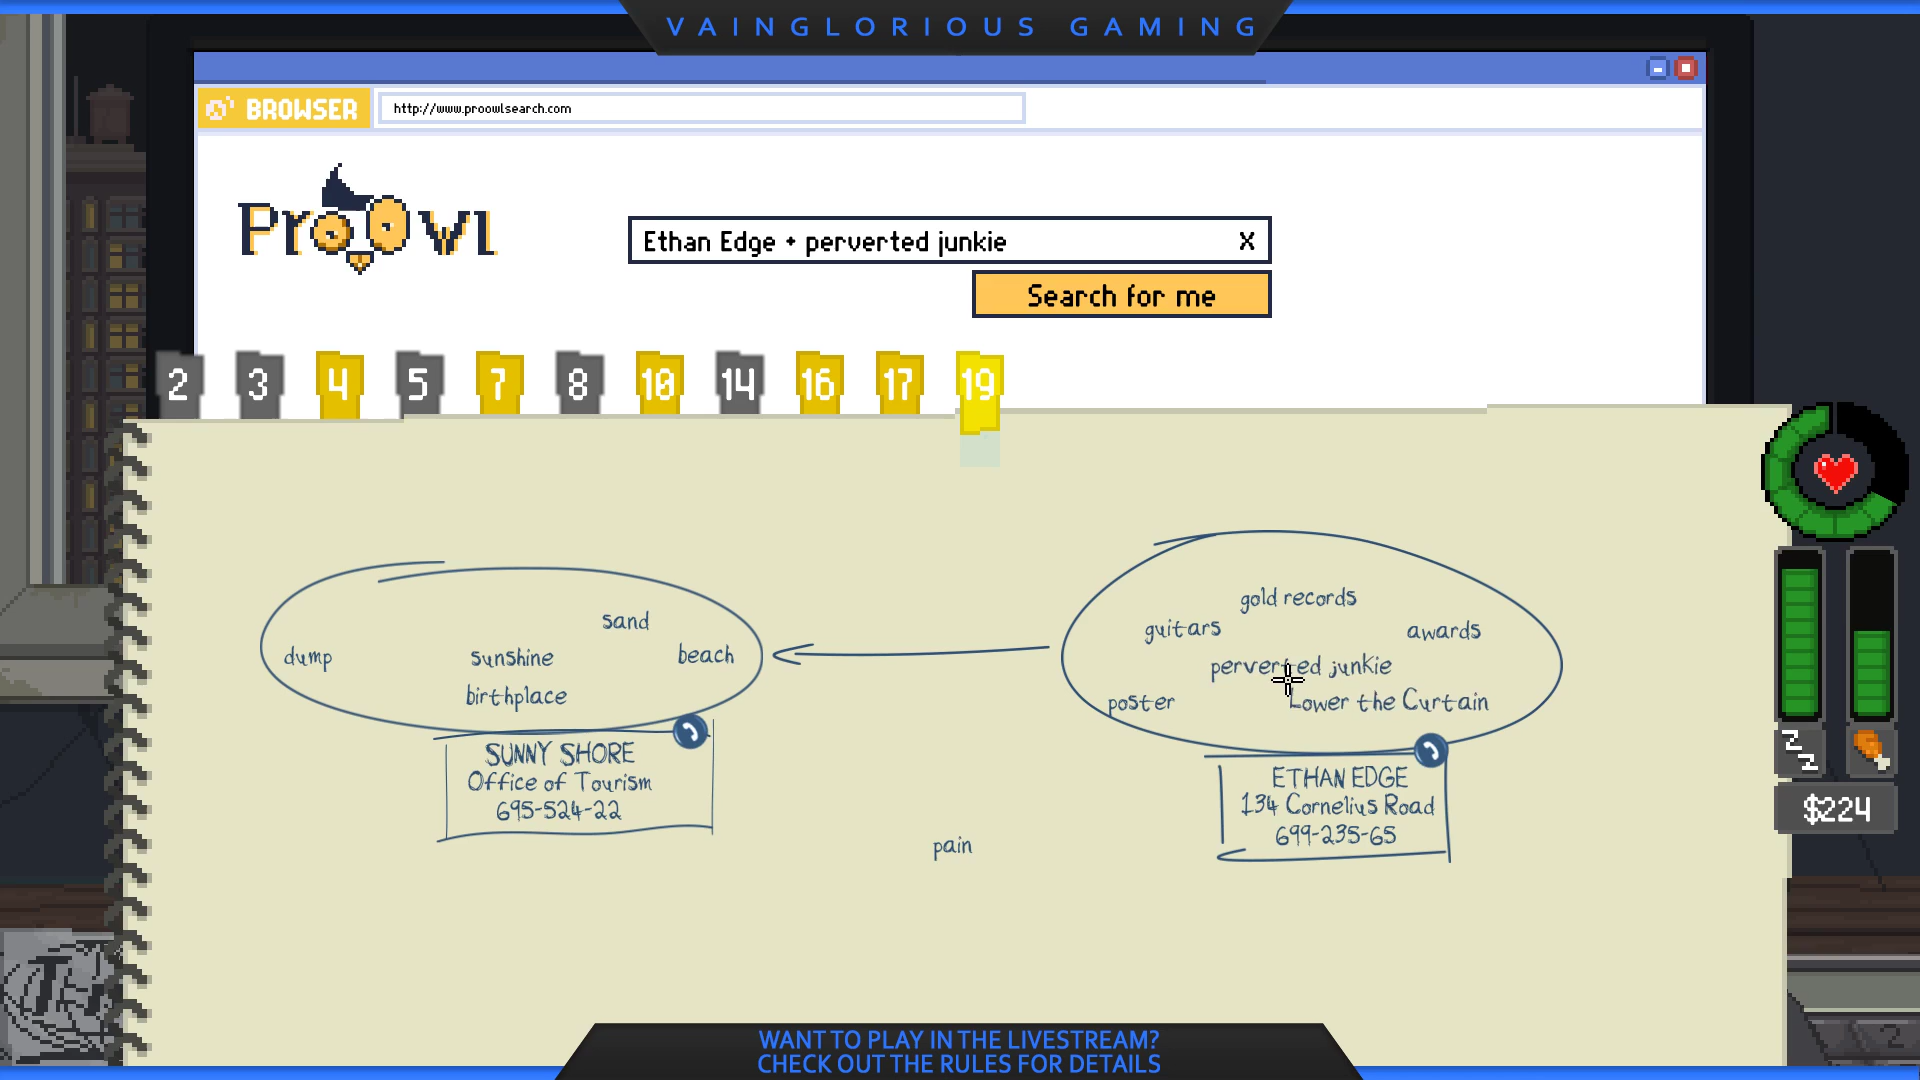 VAINGLORIOUS GAMING
BROWSER
http://www.proowlsearch.com
PrOOwl
Ethan Edge + perverted junkie X
Search for me
2 3 4 5 7 8 10 14 16 17 19
gold records
sand
guitars
awards
dump
sunshine
beach
perverted junkie
birthplace
poster
Lower the Curtain
SUNNY SHORE
Office of Tourism
695-524-22
ETHAN EDGE
134 Cornelius Road
699-235-65
$224
pain
WANT TO PLAY IN THE LIVESTREAM?
CHECK OUT THE RULES FOR DETAILS